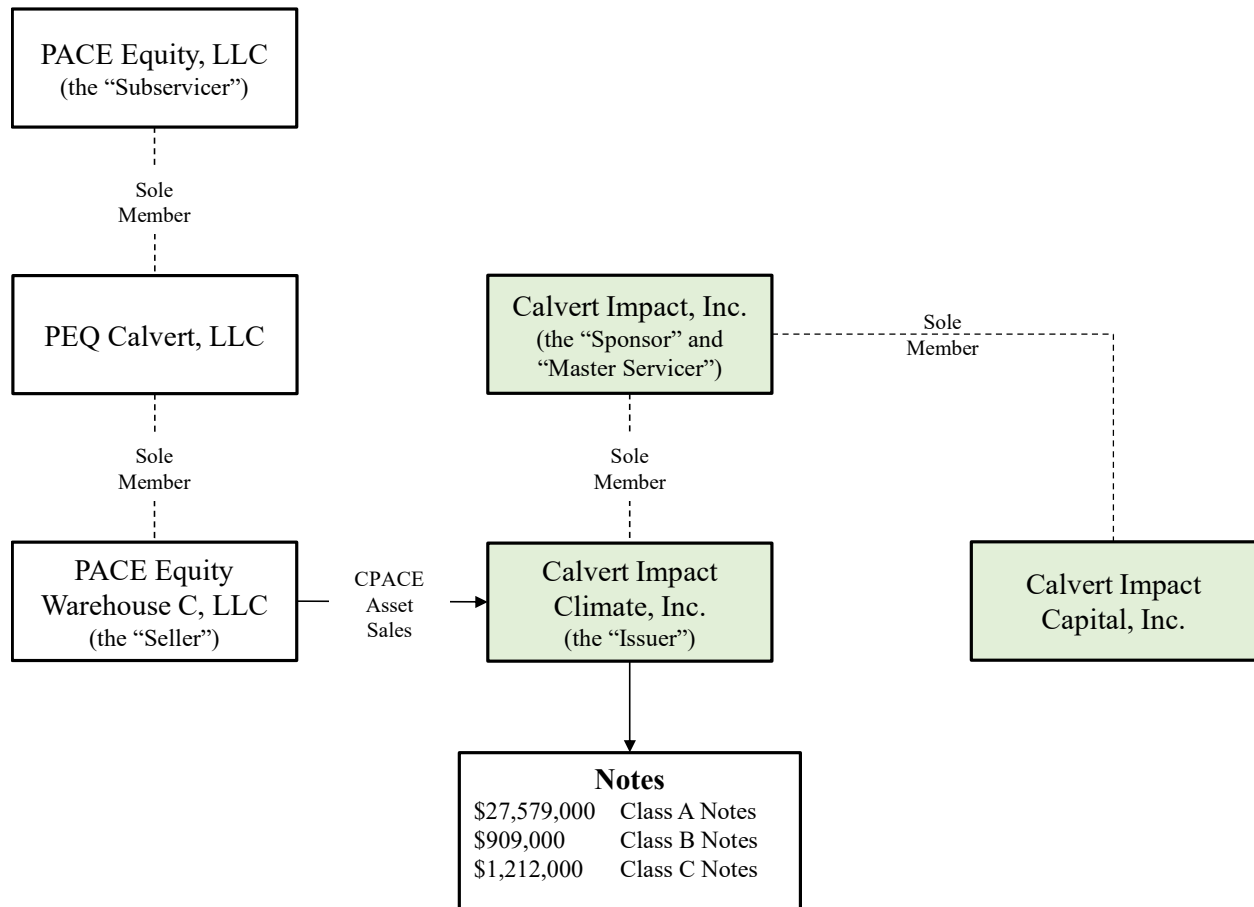 PACE Equity, LLC
(the “Subservicer”)
Sole
Member
PEQ Calvert, LLC
Calvert Impact, Inc.
(the “Sponsor” and
“Master Servicer”)
Sole
Member
Sole
Member
Sole
Member
PACE Equity
Warehouse C, LLC
(the “Seller”)
CPACE
Asset
Sales
Calvert Impact
Climate, Inc.
(the “Issuer”)
Calvert Impact
Capital, Inc.
Notes
$27,579,000 Class A Notes
$909,000 Class B Notes
$1,212,000 Class C Notes